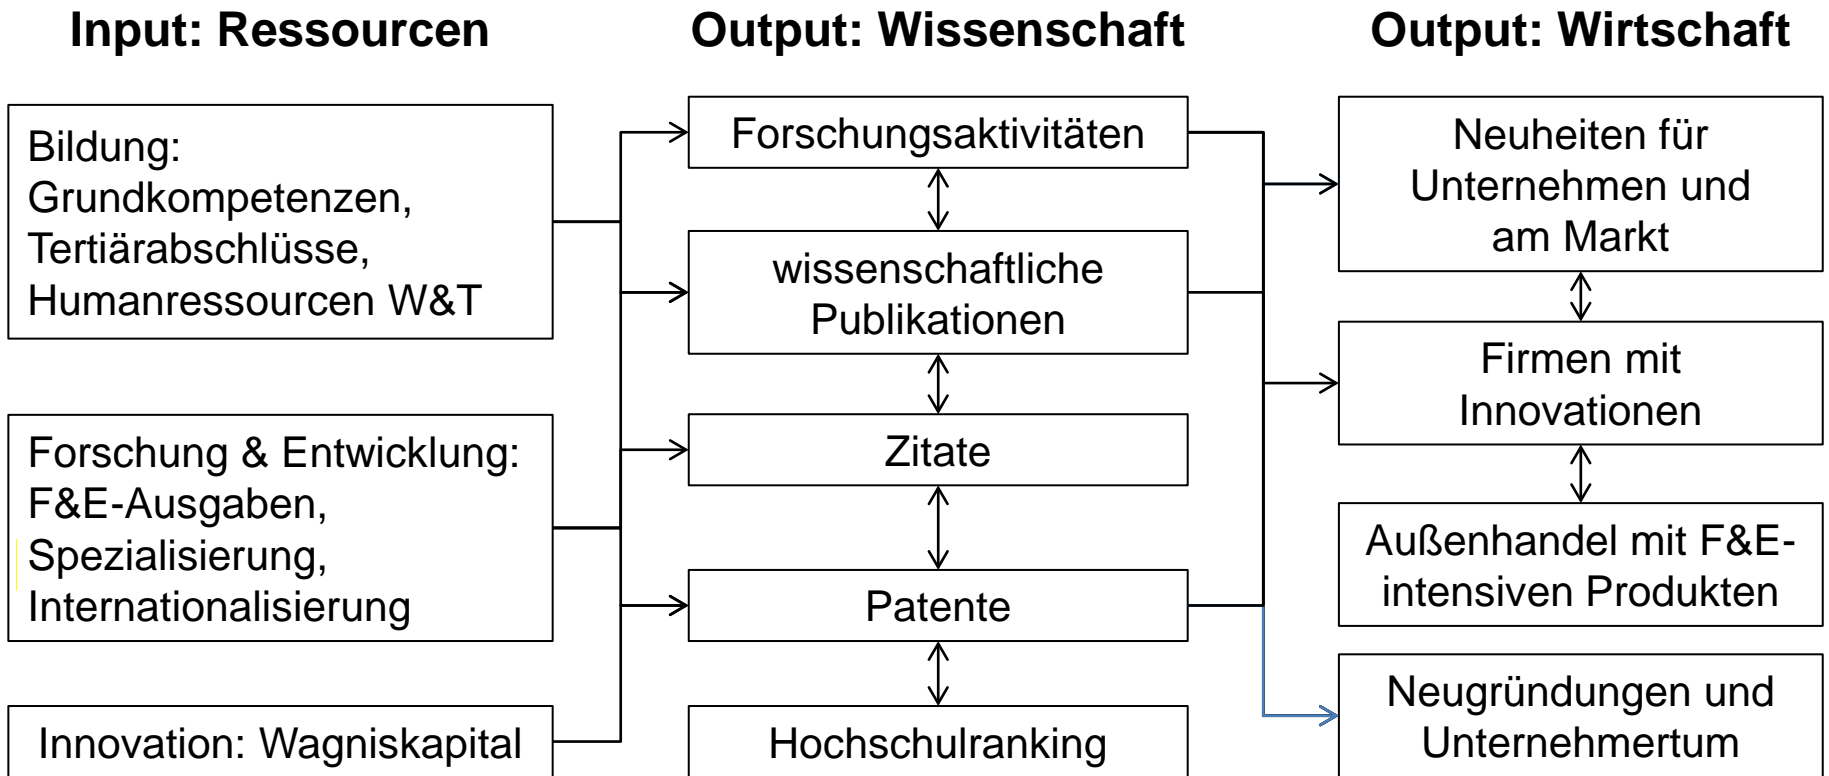 Input: Ressourcen
Output: Wissenschaft
Output: Wirtschaft
Bildung:
Grundkompetenzen,
Tertiärabschlüsse,
Humanressourcen W&T
Forschung & Entwicklung:
F&E-Ausgaben,
Spezialisierung,
Internationalisierung
Innovation: Wagniskapital
Forschungsaktivitäten
wissenschaftliche
Publikationen
Zitate
Patente
Hochschulranking
Neuheiten für
Unternehmen und
am Markt
Firmen mit
Innovationen
Außenhandel mit F&E-
intensiven Produkten
Neugründungen und
Unternehmertum